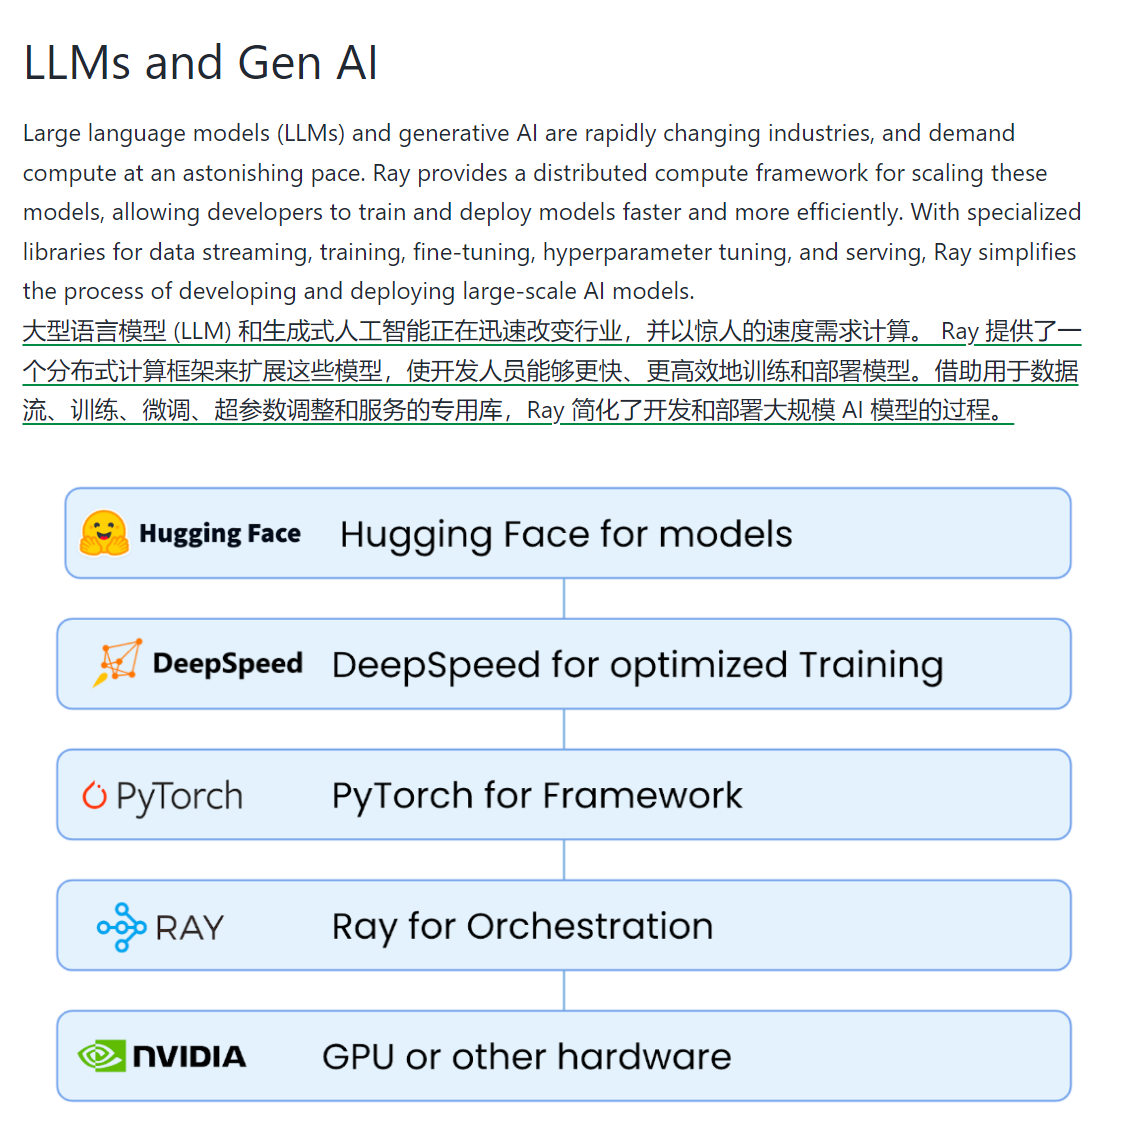 LLMs and Gen AI
Large language models (LLMs) and generative AI are rapidly changing industries, and demand
compute at an astonishing pace. Ray provides a distributed compute framework for scaling these
models, allowing developers to train and deploy models faster and more efficiently. With specialized
libraries for data streaming, training, fine-tuning, hyperparameter tuning, and serving, Ray simplifies
the process of developing and deploying large-scale AI models.
大型语言模型 (LLM) 和生成式人工智能正在迅速改变行业，并以惊人的速度需求计算。 Ray 提供了一
个分布式计算框架来扩展这些模型，使开发人员能够更快、更高效地训练和部署模型。借助用于数据
流、训练、微调、超参数调整和服务的专用库，Ray 简化了开发和部署大规模 AI 模型的过程。
Hugging Face Hugging Face for models
DeepSpeed DeepSpeed for optimized Training
PyTorch PyTorch for Framework
RAY Ray for Orchestration
NVIDIA GPU or other hardware